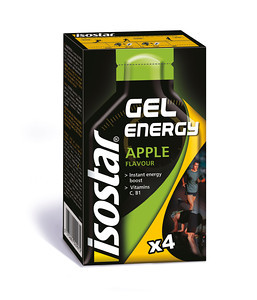 isostar®
GEL
ENERGY
APPLE
FLAVOUR
• Instant energy
boost
• Vitamins
C, B1
x4